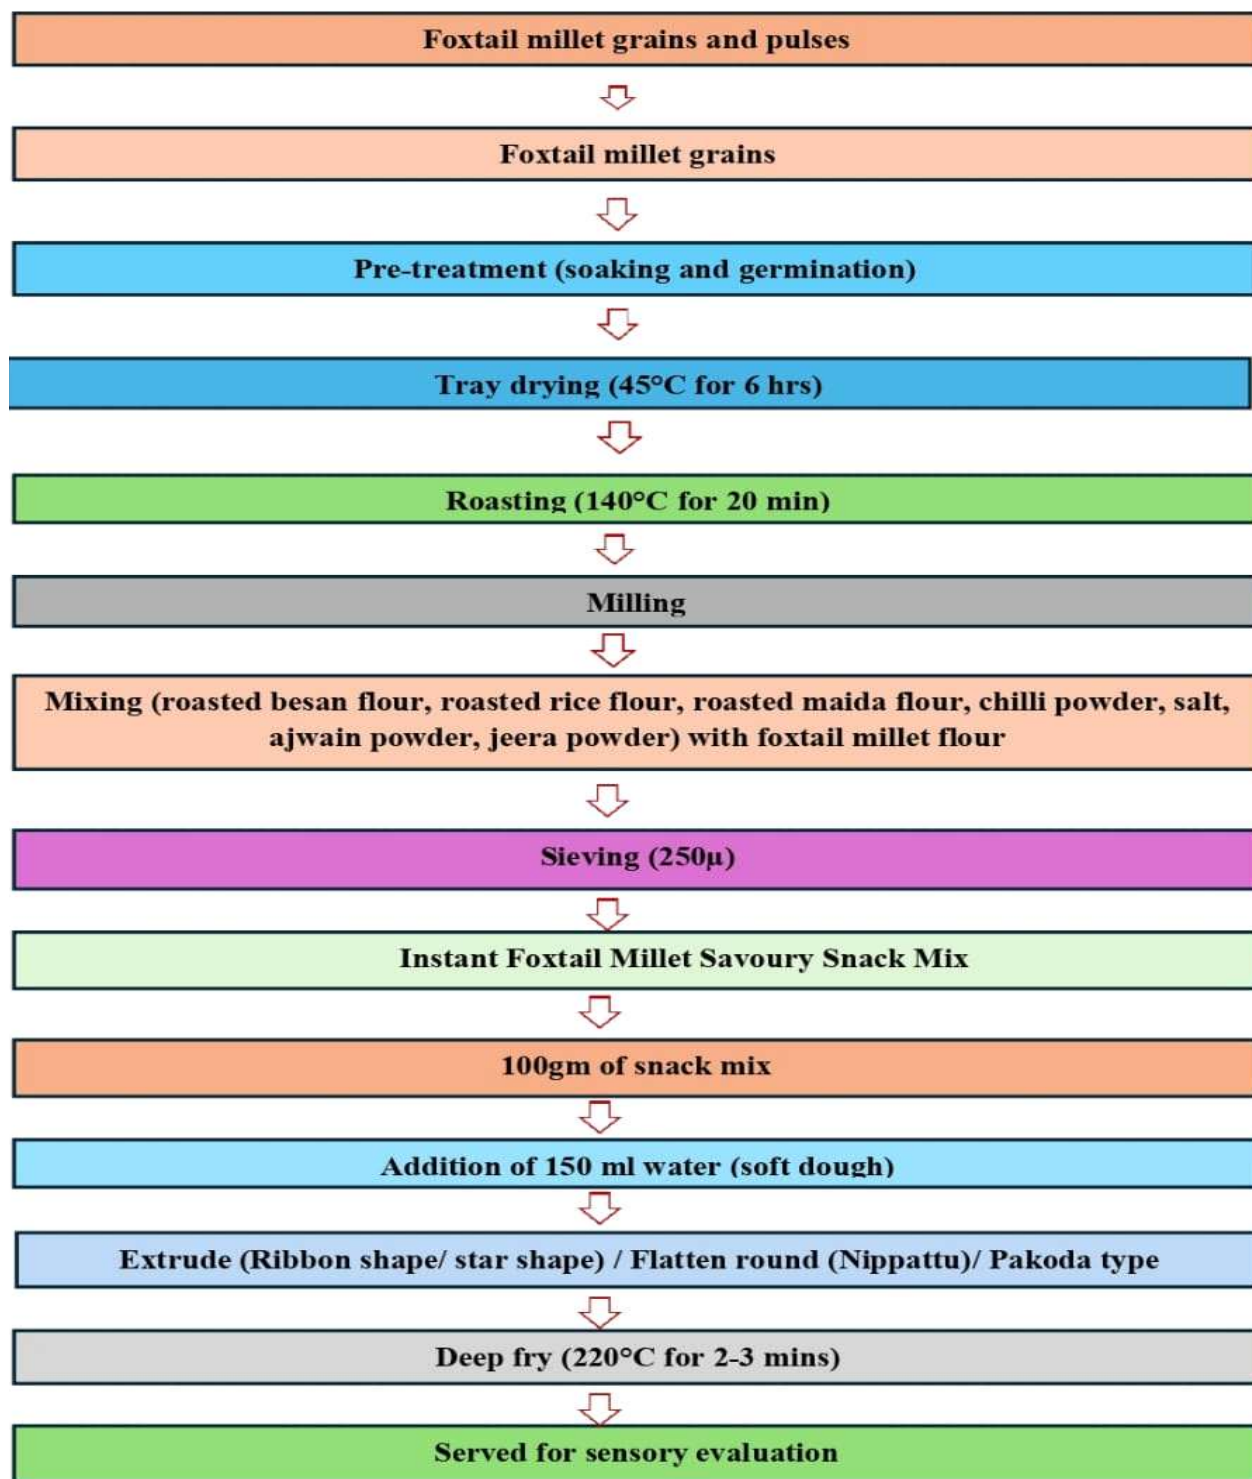 Foxtail millet grains and pulses
Foxtail millet grains
Pre-treatment (soaking and germination)
Tray drying (45°C for 6 hrs)
Roasting (140°C for 20 min)
Milling
Mixing (roasted besan flour, roasted rice flour, roasted maida flour, chilli powder, salt,
ajwain powder, jeera powder) with foxtail millet flour
Sieving (250µ)
Instant Foxtail Millet Savoury Snack Mix
100gm of snack mix
Addition of 150 ml water (soft dough)
Extrude (Ribbon shape/ star shape) / Flatten round (Nippattu)/ Pakoda type
Deep fry (220°C for 2-3 mins)
Served for sensory evaluation